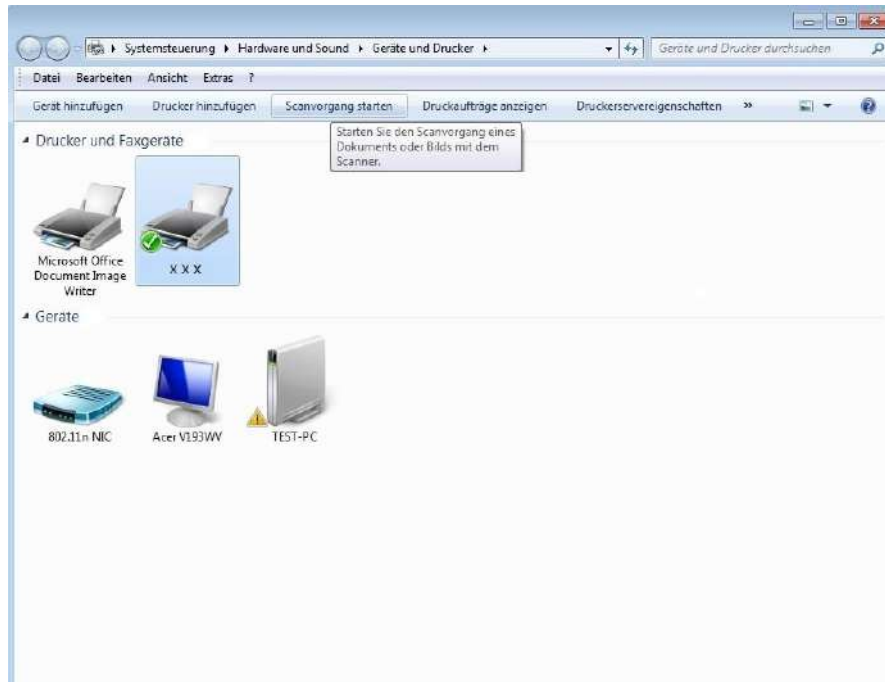 Systemsteuerung ▸ Hardware und Sound ▸ Geräte und Drucker ▸
Geräte und Drucker durchsuchen
Datei Bearbeiten Ansicht Extras ?
Gerät hinzufügen Drucker hinzufügen Scanvorgang starten Druckaufträge anzeigen Druckerservereigenschaften »
Starten Sie den Scanvorgang eines
Dokuments oder Bilds mit dem
Scanner.
Drucker und Faxgeräte
Microsoft Office
Document Image
Writer
X X X
Geräte
802.11n NIC
Acer V193WV
TEST-PC